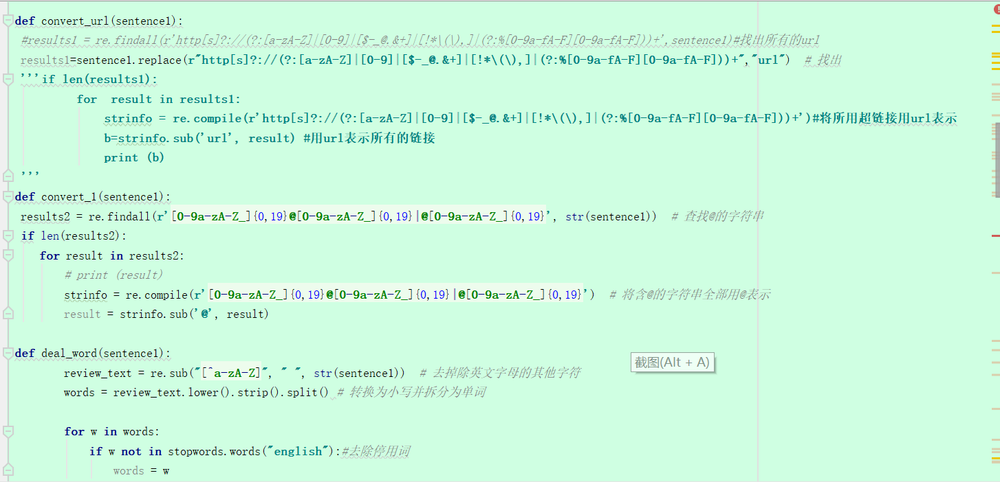 def convert_url(sentence1):
#results1 = re.findall(r'http[s]?://(?:[a-zA-Z]|[0-9]|[$-_@.&+]|[!*\(\),]|(?:%[0-9a-fA-F][0-9a-fA-F]))+',sentence1)#找出所有的url
results1=sentence1.replace(r"http[s]?://(?:[a-zA-Z]|[0-9]|[$-_@.&+]|[!*\(\),]|(?:%[0-9a-fA-F][0-9a-fA-F]))+","url")  # 找出
'''if len(results1):
for  result in results1:
strinfo = re.compile(r'http[s]?://(?:[a-zA-Z]|[0-9]|[$-_@.&+]|[!*\(\),]|(?:%[0-9a-fA-F][0-9a-fA-F]))+')#将所用超链接用url表示
b=strinfo.sub('url', result) #用url表示所有的链接
print (b)
'''
def convert_1(sentence1):
results2 = re.findall(r'[0-9a-zA-Z_]{0,19}@[0-9a-zA-Z_]{0,19}|@[0-9a-zA-Z_]{0,19}', str(sentence1))  # 查找@的字符串
if len(results2):
for result in results2:
# print (result)
strinfo = re.compile(r'[0-9a-zA-Z_]{0,19}@[0-9a-zA-Z_]{0,19}|@[0-9a-zA-Z_]{0,19}')  # 将含@的字符串全部用@表示
result = strinfo.sub('@', result)
def deal_word(sentence1):
截图(Alt + A)
review_text = re.sub("[^a-zA-Z]", " ", str(sentence1))  # 去掉除英文字母的其他字符
words = review_text.lower().strip().split() # 转换为小写并拆分为单词
for w in words:
if w not in stopwords.words("english"):#去除停用词
words = w